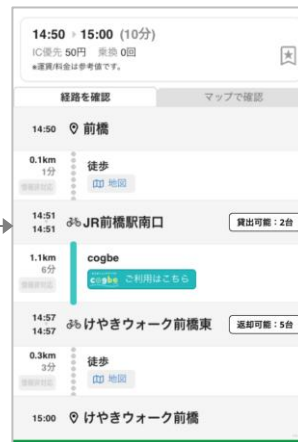 14:50 › 15:00 (10分)
IC優先 50円 乗換 0回
※運賃/料金は参考値です。
経路を確認 マップで確認
14:50 前橋
0.1km
1分
徒歩
地図
14:51
14:51
JR前橋駅南口
貸出可能：2台
1.1km
6分
cogbe
cogbe ご利用はこちら
14:57
14:57
けやきウォーク前橋東
返却可能：5台
0.3km
3分
徒歩
地図
15:00 けやきウォーク前橋